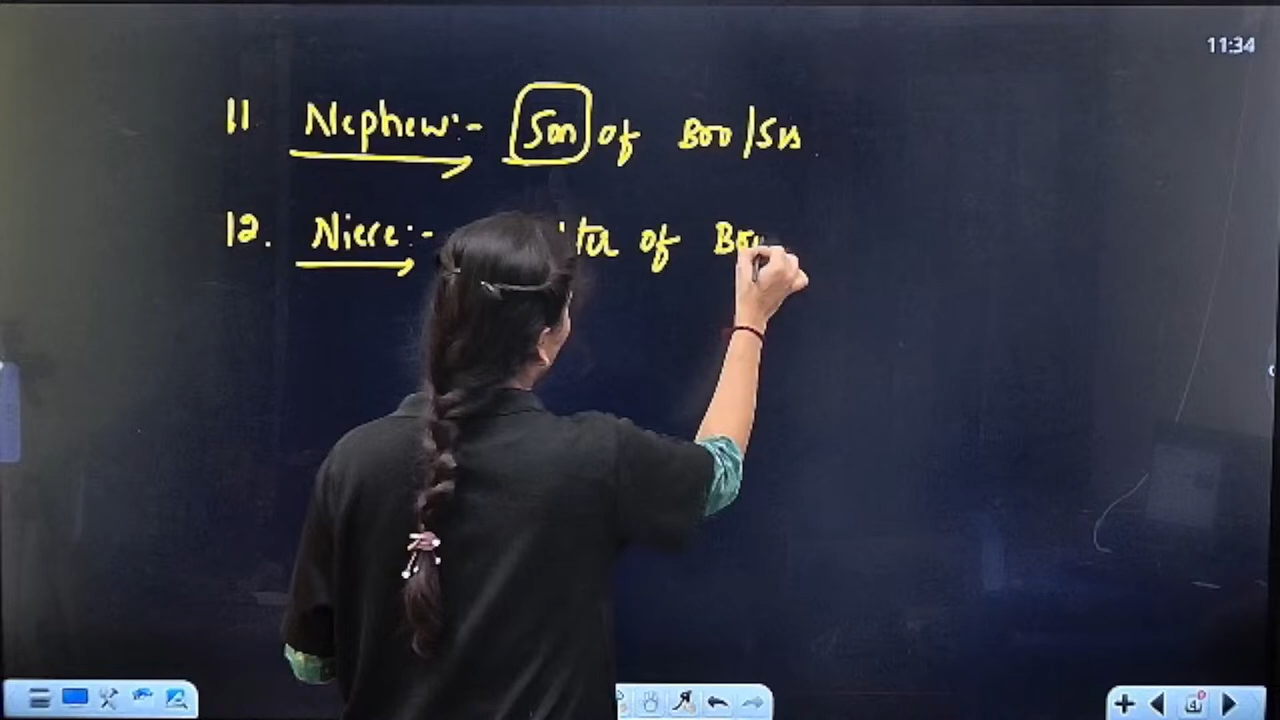 11:34
11 Nephew:- Son of Bro/Sis
12. Niece:- of